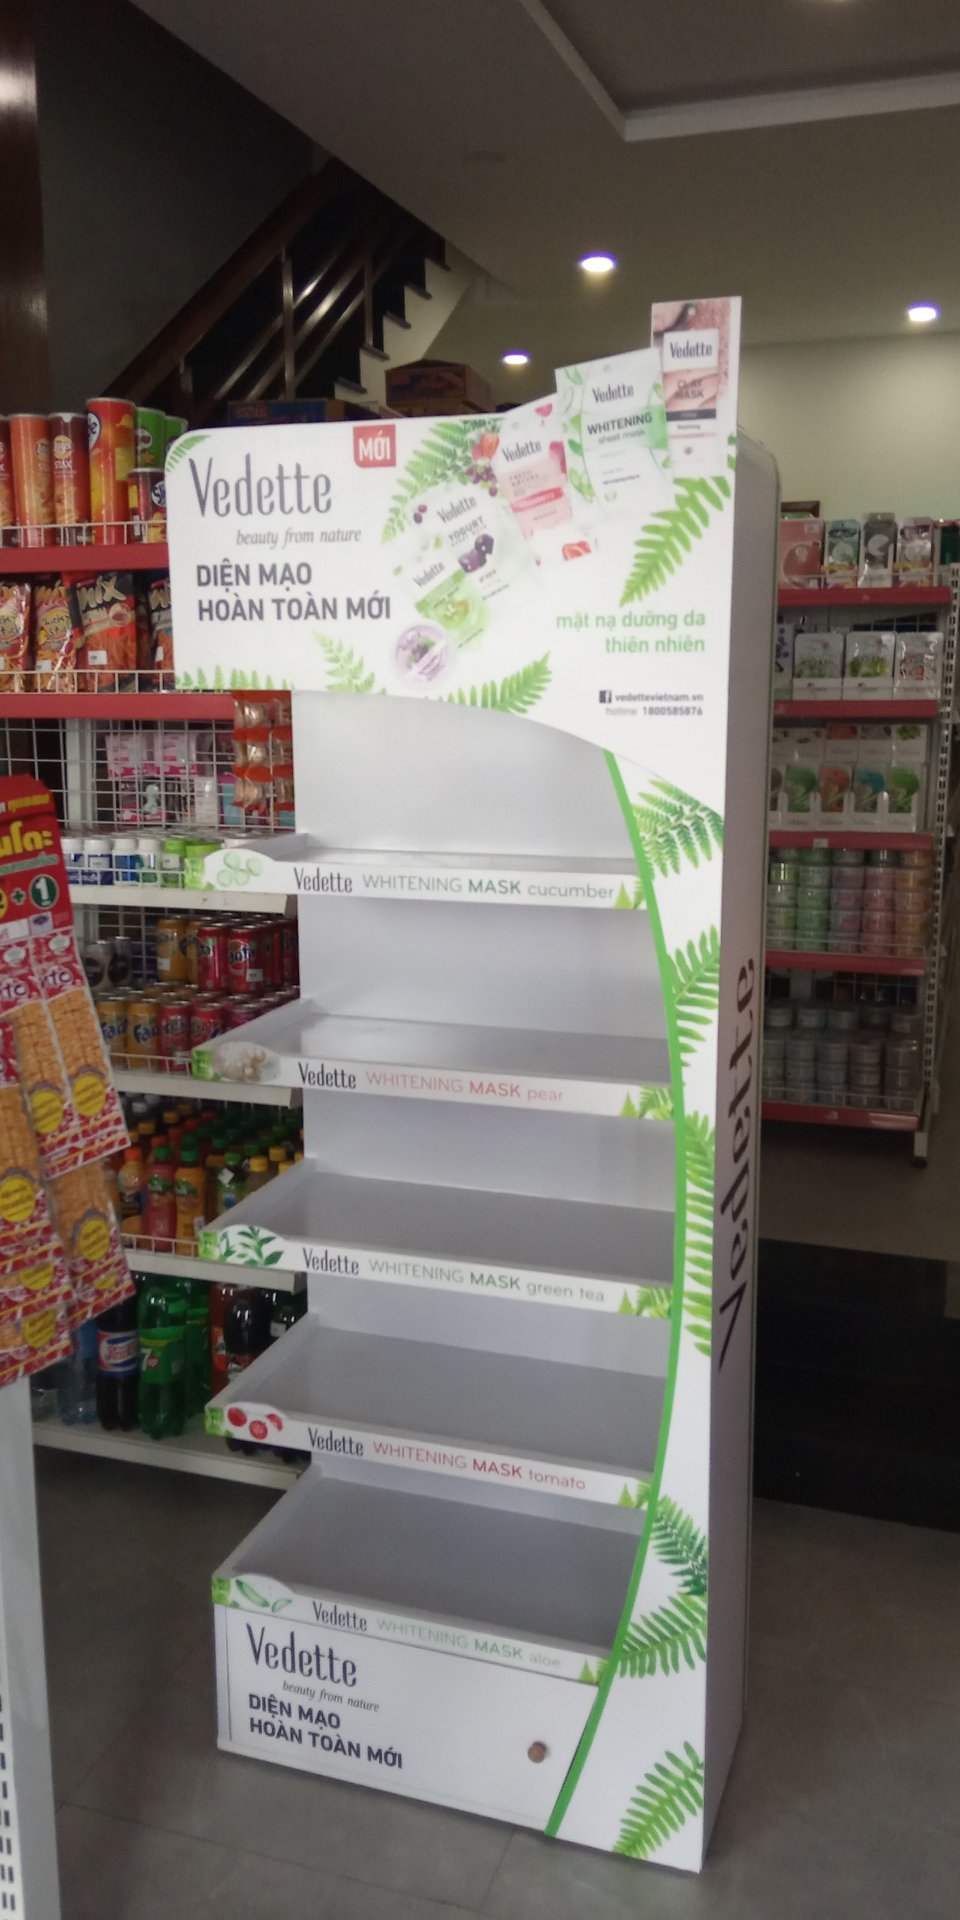 MỚI
Vedette
beauty from nature
DIỆN MẠO
HOÀN TOÀN MỚI
Vedette
CLAY
MASK
Vedette
WHITENING
sheet mask
Vedette
Vedette
YOGURT
Vedette
mặt nạ dưỡng da
thiên nhiên
vedettevietnam.vn
hotline 1800585876
Vedette WHITENING MASK cucumber
Vedette WHITENING MASK pear
Vedette WHITENING MASK green tea
Vedette WHITENING MASK tomato
Vedette WHITENING MASK aloe
Vedette
beauty from nature
DIỆN MẠO
HOÀN TOÀN MỚI
Vedette
STAX